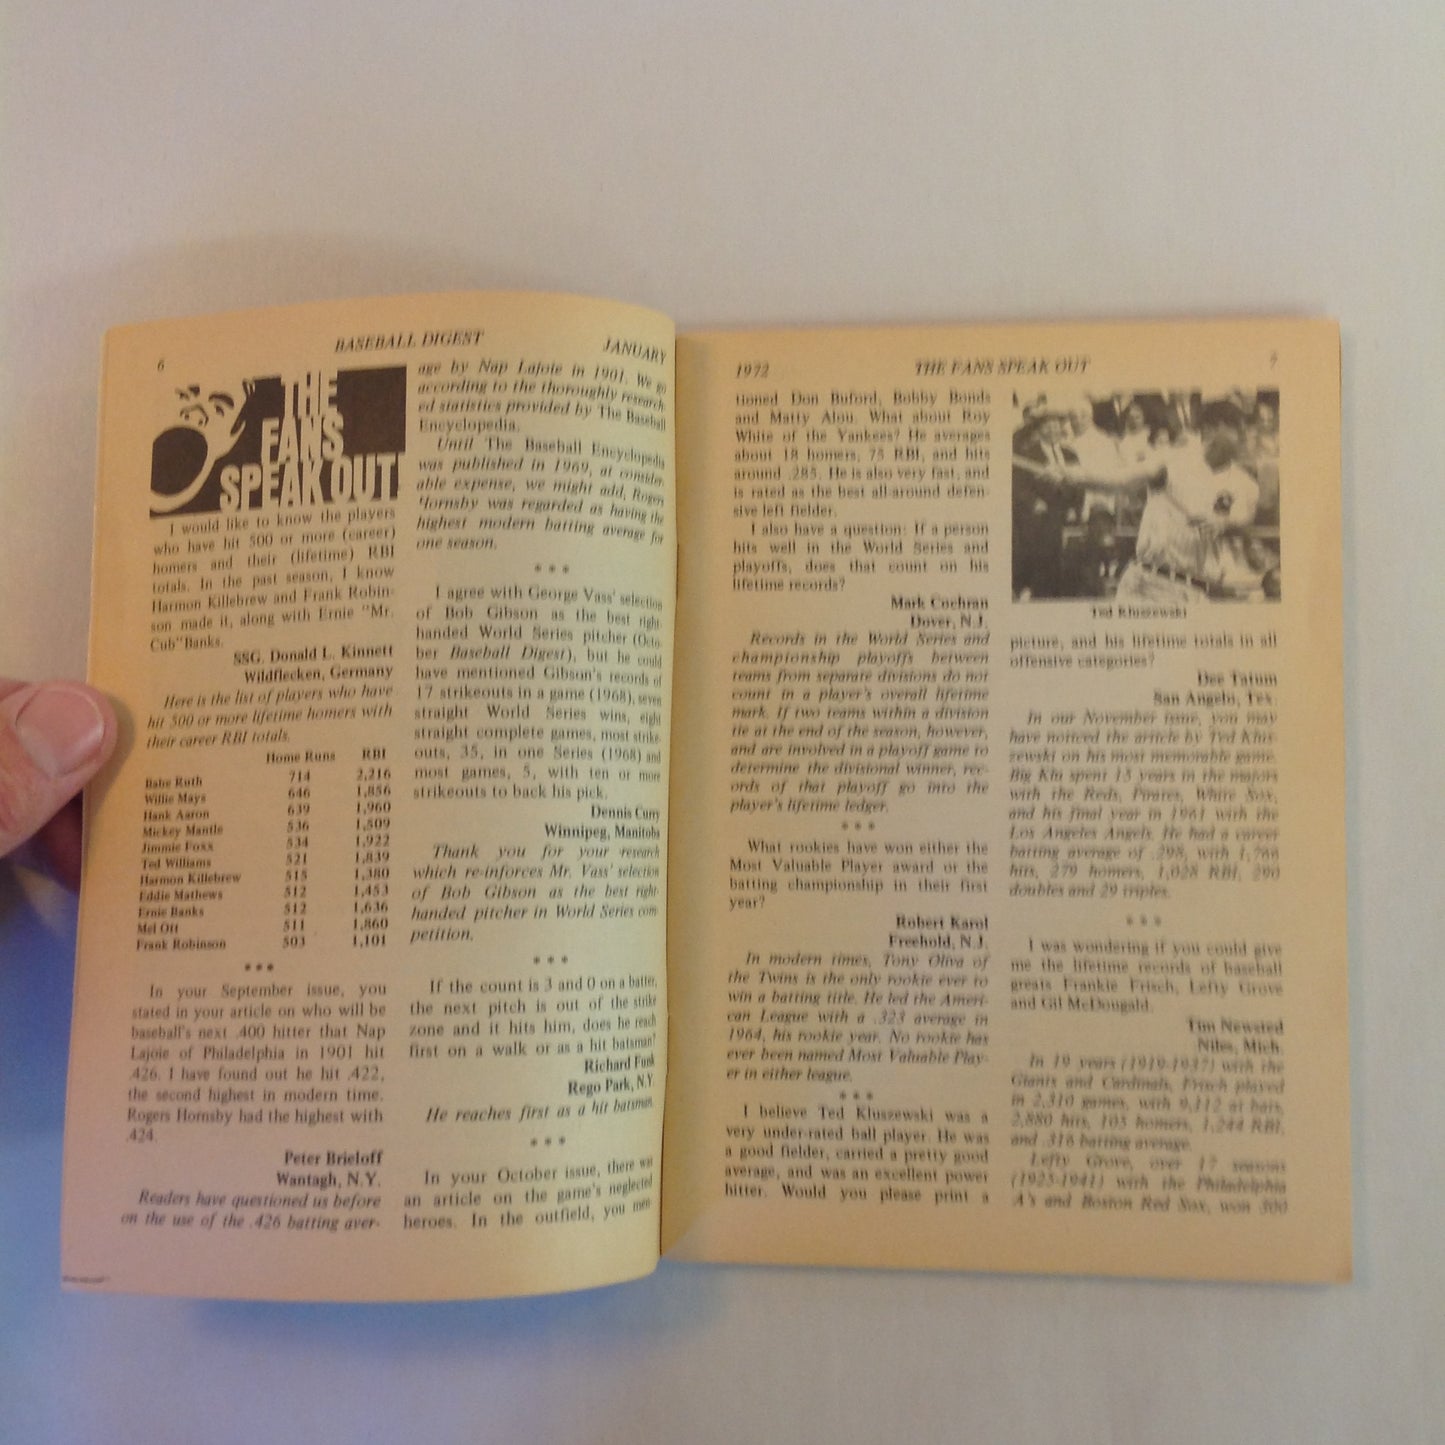 6
BASEBALL DIGEST
JANUARY
THE
FANS
SPEAK OUT!
I would like to know the players
who have hit 500 or more (career)
homers and their (lifetime) RBI
totals. In the past season, I know
Harmon Killebrew and Frank Robin-
son made it, along with Ernie "Mr.
Cub" Banks.
SSG. Donald L. Kinnett
Wildflecken, Germany
Here is the list of players who have
hit 500 or more lifetime homers with
their career RBI totals.
Home Runs RBI
Babe Ruth 714 2,216
Willie Mays 646 1,856
Hank Aaron 639 1,960
Mickey Mantle 536 1,509
Jimmie Foxx 534 1,922
Ted Williams 521 1,839
Harmon Killebrew 515 1,380
Eddie Mathews 512 1,453
Ernie Banks 512 1,636
Mel Ott 511 1,860
Frank Robinson 503 1,101
* * *
In your September issue, you
stated in your article on who will be
baseball's next .400 hitter that Nap
Lajoie of Philadelphia in 1901 hit
.426. I have found out he hit .422,
the second highest in modern time.
Rogers Hornsby had the highest with
.424.
Peter Brieloff
Wantagh, N.Y.
Readers have questioned us before
on the use of the .426 batting aver-
age by Nap Lajoie in 1901. We go
according to the thoroughly research-
ed statistics provided by The Baseball
Encyclopedia.
Until The Baseball Encyclopedia
was published in 1969, at consider-
able expense, we might add, Rogers
Hornsby was regarded as having the
highest modern batting average for
one season.
* * *
I agree with George Vass' selection
of Bob Gibson as the best right-
handed World Series pitcher (Octo-
ber Baseball Digest), but he could
have mentioned Gibson's records of
17 strikeouts in a game (1968), seven
straight World Series wins, eight
straight complete games, most strike-
outs, 35, in one Series (1968) and
most games, 5, with ten or more
strikeouts to back his pick.
Dennis Curry
Winnipeg, Manitoba
Thank you for your research
which re-inforces Mr. Vass' selection
of Bob Gibson as the best right-
handed pitcher in World Series com-
petition.
* * *
If the count is 3 and 0 on a batter,
the next pitch is out of the strike
zone and it hits him, does he reach
first on a walk or as a hit batsman?
Richard Funk
Rego Park, N.Y.
He reaches first as a hit batsman.
* * *
In your October issue, there was
an article on the game's neglected
heroes. In the outfield, you men-
1972
THE FANS SPEAK OUT
7
tioned Don Buford, Bobby Bonds
and Matty Alou. What about Roy
White of the Yankees? He averages
about 18 homers, 75 RBI, and hits
around .285. He is also very fast, and
is rated as the best all-around defen-
sive left fielder.
I also have a question: If a person
hits well in the World Series and
playoffs, does that count on his
lifetime records?
Mark Cochran
Dover, N.J.
Records in the World Series and
championship playoffs between
teams from separate divisions do not
count in a player's overall lifetime
mark. If two teams within a division
tie at the end of the season, however,
and are involved in a playoff game to
determine the divisional winner, rec-
ords of that playoff go into the
player's lifetime ledger.
* * *
What rookies have won either the
Most Valuable Player award or the
batting championship in their first
year?
Robert Karol
Freehold, N.J.
In modern times, Tony Oliva of
the Twins is the only rookie ever to
win a batting title. He led the Ameri-
can League with a .323 average in
1964, his rookie year. No rookie has
ever been named Most Valuable Play-
er in either league.
* * *
I believe Ted Kluszewski was a
very under-rated ball player. He was
a good fielder, carried a pretty good
average, and was an excellent power
hitter. Would you please print a
Ted Kluszewski
picture, and his lifetime totals in all
offensive categories?
Dee Tatum
San Angelo, Tex.
In our November issue, you may
have noticed the article by Ted Klus-
zewski on his most memorable game.
Big Klu spent 15 years in the majors
with the Reds, Pirates, White Sox,
and his final year in 1961 with the
Los Angeles Angels. He had a career
batting average of .298, with 1,766
hits, 279 homers, 1,028 RBI, 290
doubles and 29 triples.
* * *
I was wondering if you could give
me the lifetime records of baseball
greats Frankie Frisch, Lefty Grove
and Gil McDougald.
Tim Newsted
Niles, Mich.
In 19 years (1919-1937) with the
Giants and Cardinals, Frisch played
in 2,310 games, with 9,112 at bats,
2,880 hits, 105 homers, 1,244 RBI,
and .316 batting average.
Lefty Grove, over 17 seasons
(1925-1941) with the Philadelphia
A's and Boston Red Sox, won 300